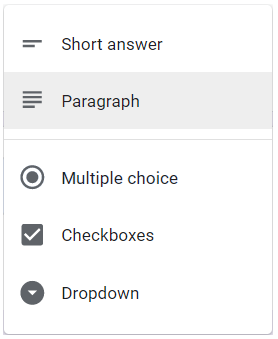 Short answer
Paragraph
Multiple choice
Checkboxes
Dropdown